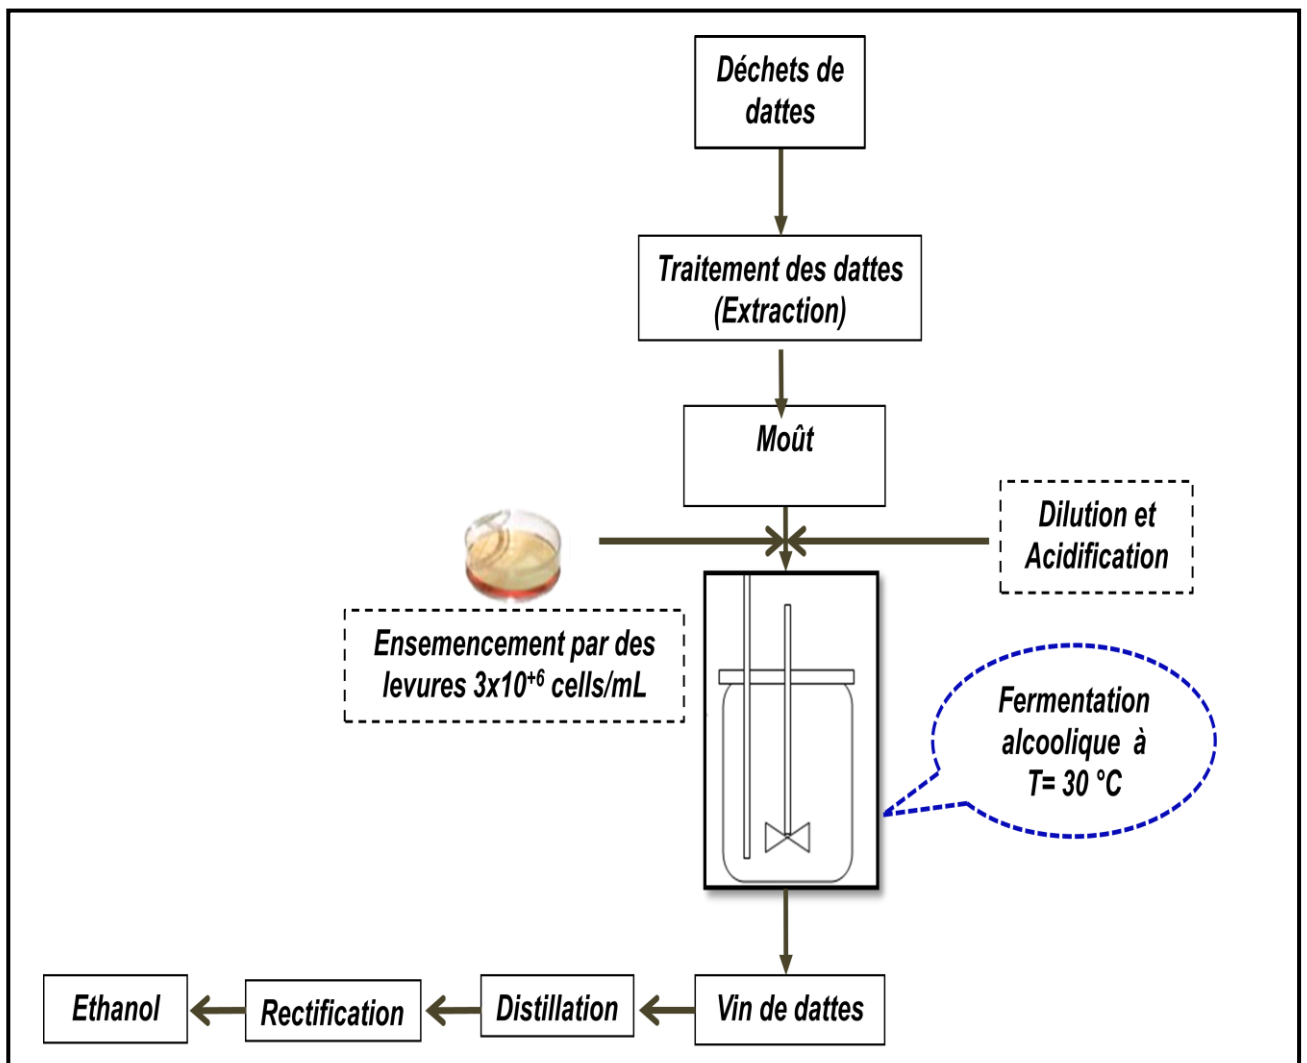 Déchets de
dattes
Traitement des dattes
(Extraction)
Moût
Dilution et
Acidification
Ensemencement par des
levures 3x10⁺⁶ cells/mL
Fermentation
alcoolique à
T= 30 °C
Ethanol
Rectification
Distillation
Vin de dattes